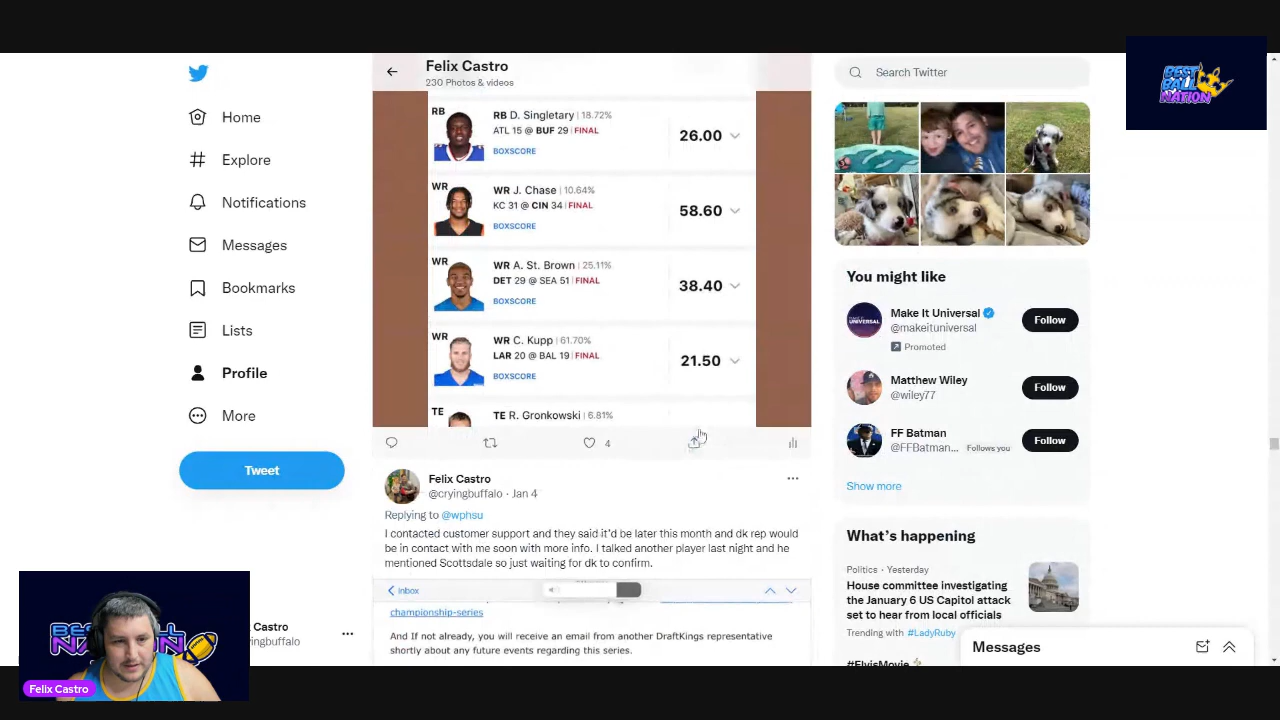 Home
Explore
Notifications
Messages
Bookmarks
Lists
Profile
More
Tweet
Castro
Felix Castro
230 Photos & videos
RB
RB D. Singletary | 18.72%
ATL 15 @ BUF 29 | FINAL
BOXSCORE
26.00
WR
WR J. Chase | 10.64%
KC 31 @ CIN 34 | FINAL
BOXSCORE
58.60
WR
WR A. St. Brown | 25.11%
DET 29 @ SEA 51 | FINAL
BOXSCORE
38.40
WR
WR C. Kupp | 61.70%
LAR 20 @ BAL 19 | FINAL
BOXSCORE
21.50
TE
TE R. Gronkowski | 6.81%
4
Felix Castro
@cryingbuffalo · Jan 4
Replying to @wphsu
I contacted customer support and they said it'd be later this month and dk rep would
be in contact with me soon with more info. I talked another player last night and he
mentioned Scottsdale so just waiting for dk to confirm.
Inbox
championship-series
And If not already, you will receive an email from another DraftKings representative
shortly about any future events regarding this series.
Search Twitter
You might like
Make It Universal
@makeituniversal
Promoted
Follow
Matthew Wiley
@wiley77
Follow
FF Batman
@FFBatman... Follows you
Follow
Show more
What's happening
Politics · Yesterday
House committee investigating
the January 6 US Capitol attack
set to hear from local officials
Trending with #LadyRuby
#ElvisMovie
Messages
BEST
BALL
NATION
Felix Castro